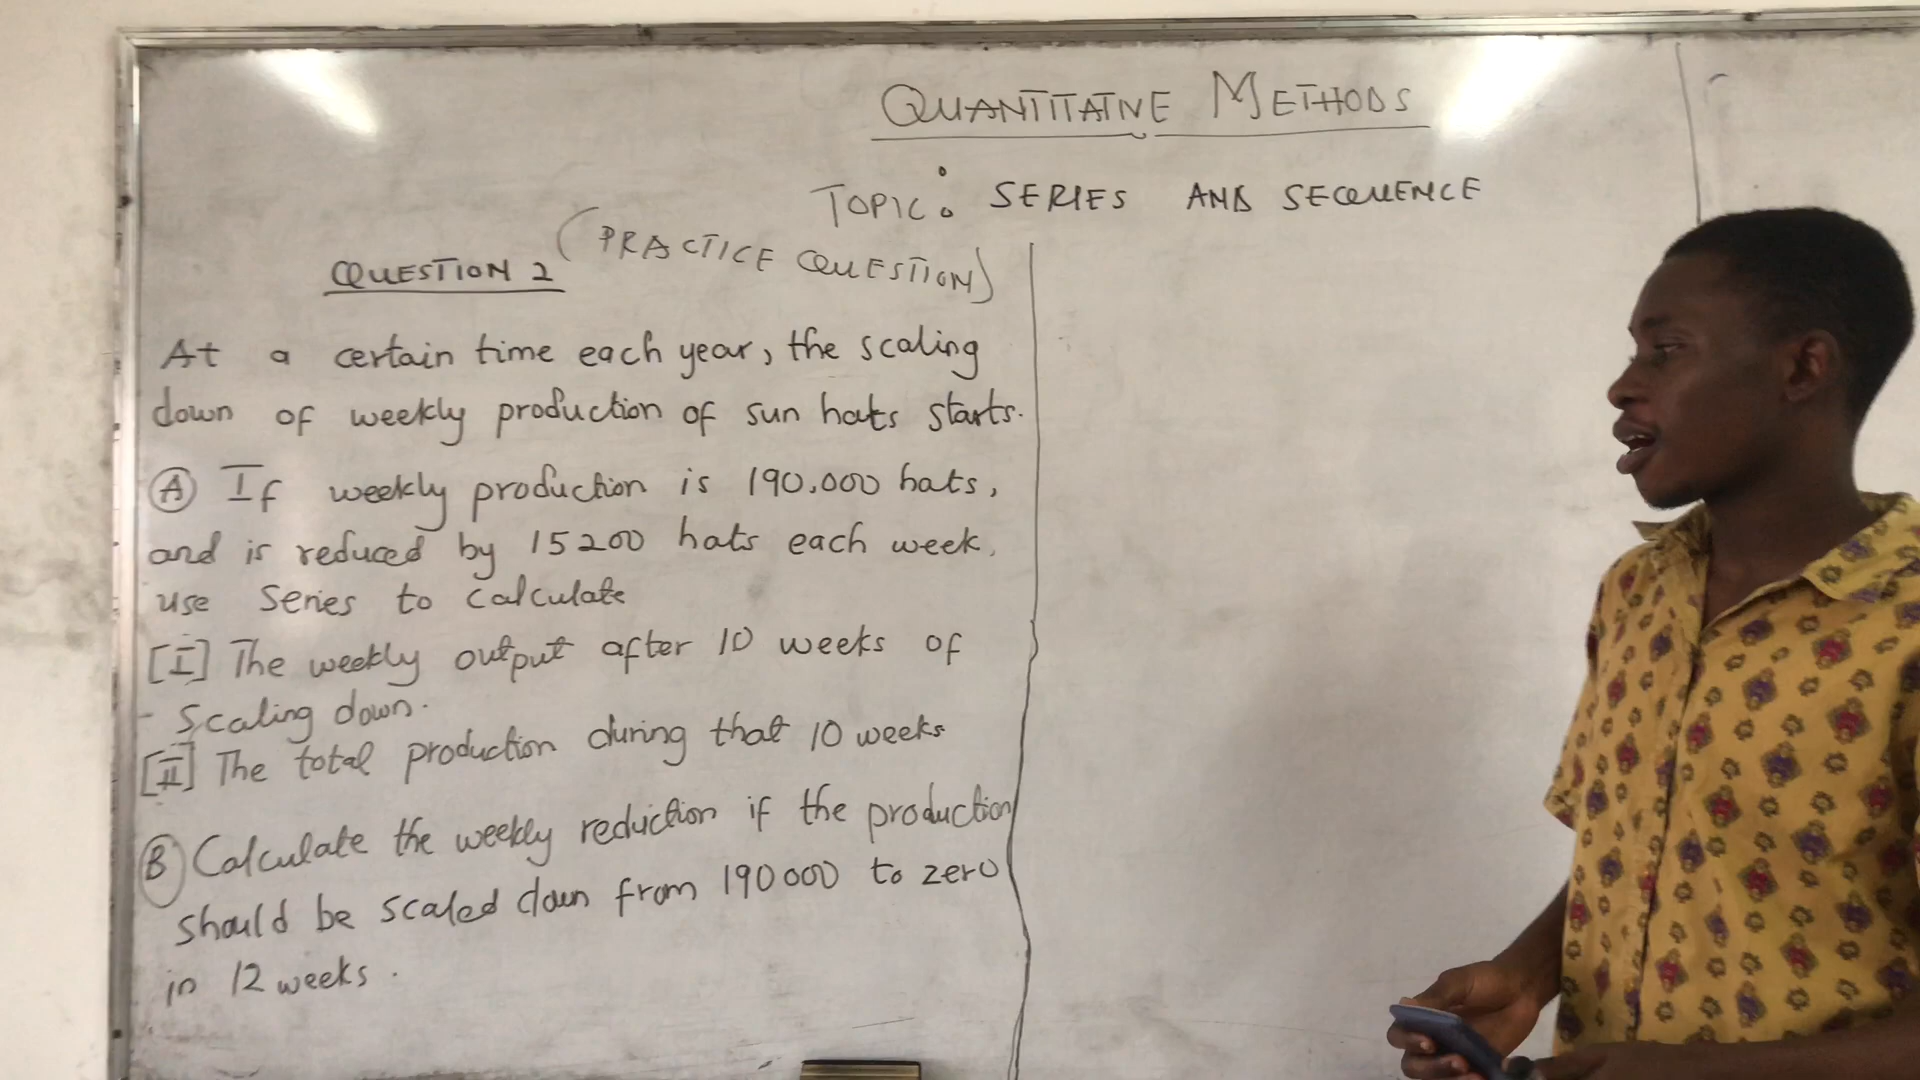 QUANTITATIVE METHODS
TOPIC: SERIES AND SEQUENCE
QUESTION 2 (PRACTICE QUESTION)
At a certain time each year, the scaling
down of weekly production of sun hats starts.
(A) If weekly production is 190,000 hats,
and is reduced by 15200 hats each week,
use Series to calculate
[I] The weekly output after 10 weeks of
- Scaling down.
[II] The total production during that 10 weeks
(B) Calculate the weekly reduction if the production
should be scaled down from 190000 to zero
in 12 weeks.